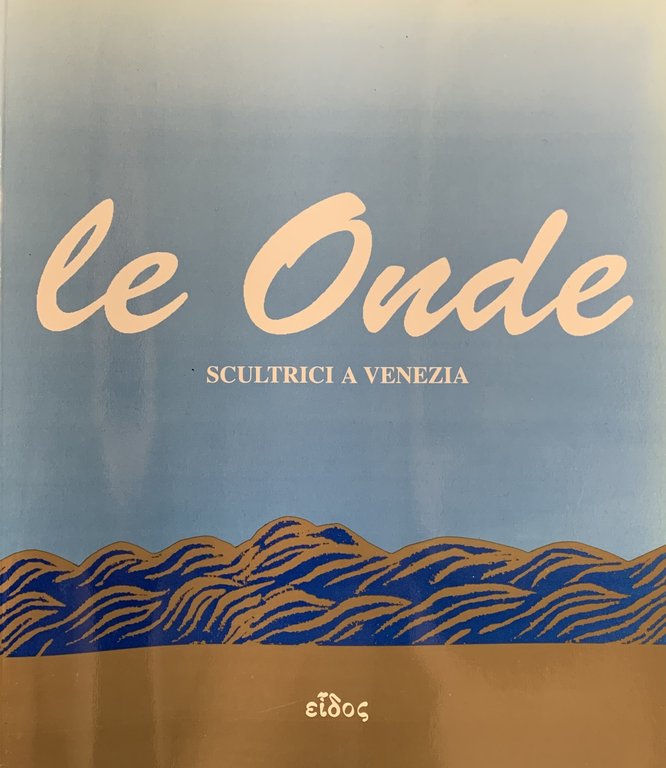 le Onde
SCULTRICI A VENEZIA
εἶδος